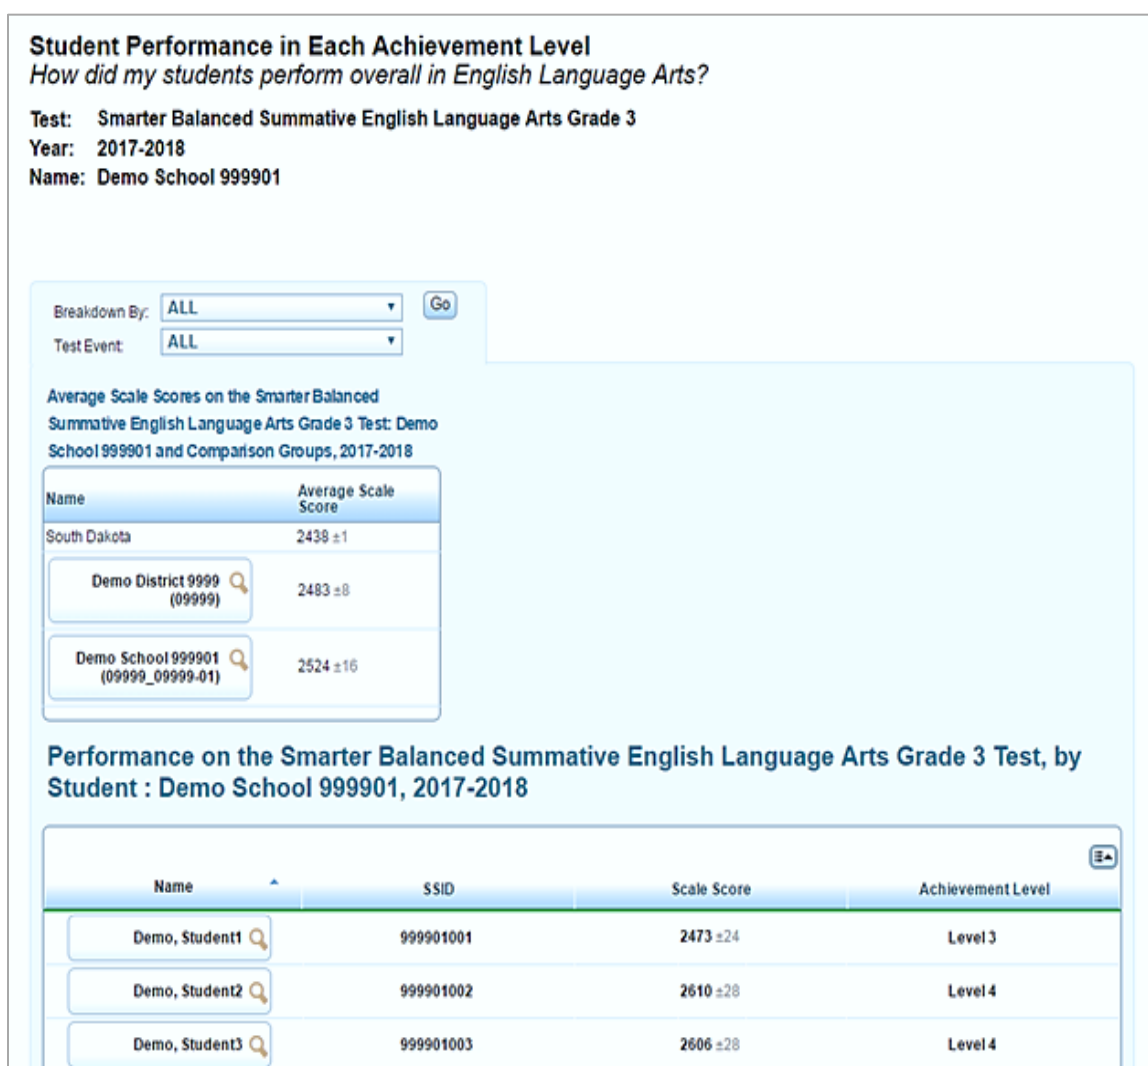 Student Performance in Each Achievement Level
How did my students perform overall in English Language Arts?
Test: Smarter Balanced Summative English Language Arts Grade 3
Year: 2017-2018
Name: Demo School 999901
Breakdown By: ALL Go
Test Event: ALL
Average Scale Scores on the Smarter Balanced
Summative English Language Arts Grade 3 Test: Demo
School 999901 and Comparison Groups, 2017-2018
Name Average Scale
Score
South Dakota 2438 ±1
Demo District 9999
(09999) 2483 ±8
Demo School 999901
(09999_09999-01) 2524 ±16
Performance on the Smarter Balanced Summative English Language Arts Grade 3 Test, by
Student : Demo School 999901, 2017-2018
Name SSID Scale Score Achievement Level
Demo, Student1 999901001 2473 ±24 Level 3
Demo, Student2 999901002 2610 ±28 Level 4
Demo, Student3 999901003 2606 ±28 Level 4